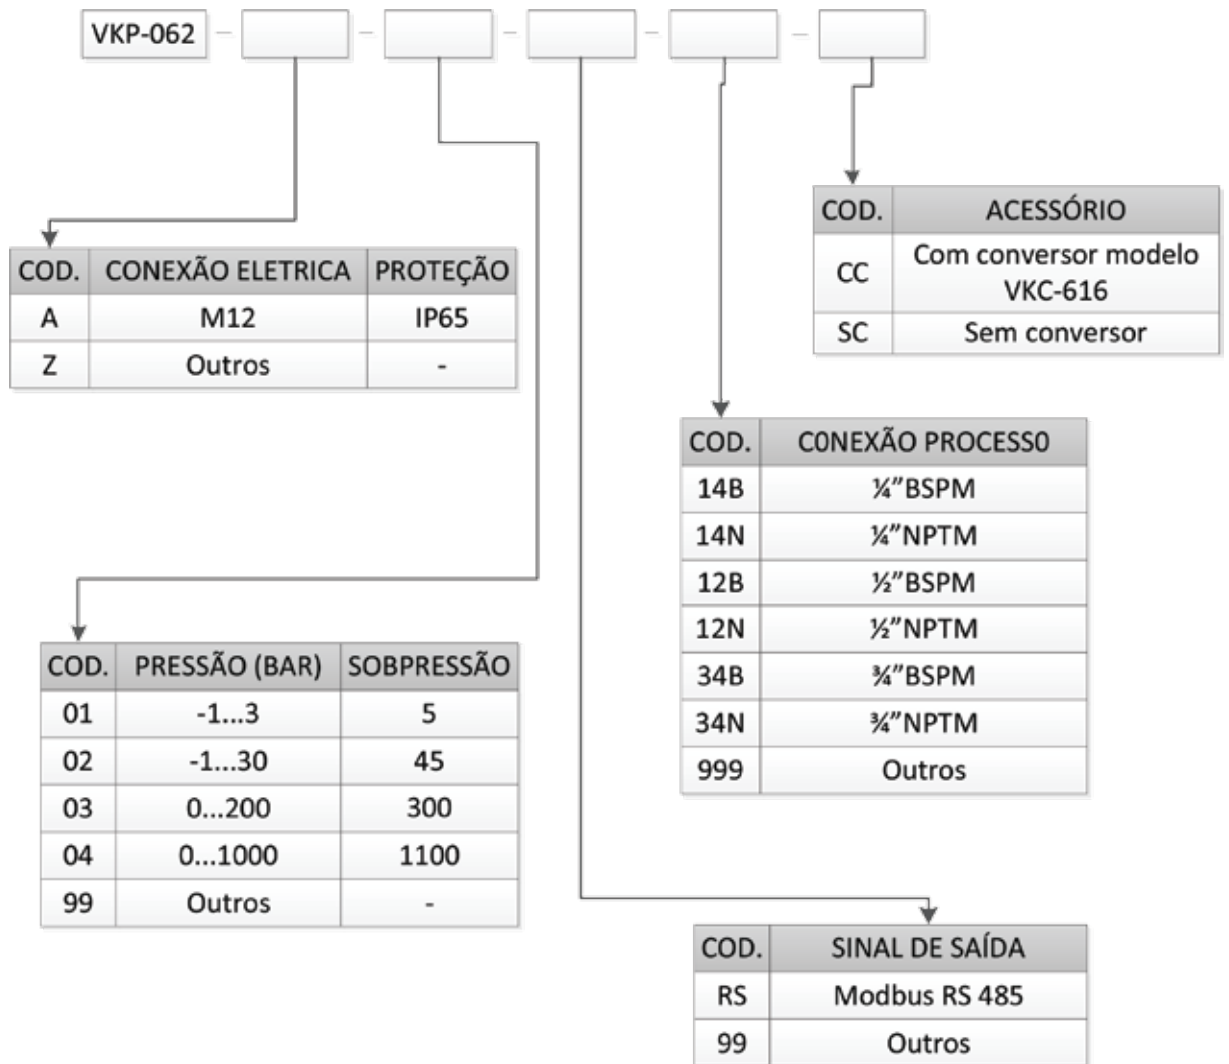 VKP-062 - - - - -
COD. ACESSÓRIO
CC Com conversor modelo
VKC-616
SC Sem conversor
COD. CONEXÃO ELETRICA PROTEÇÃO
A M12 IP65
Z Outros -
COD. C0NEXÃO PROCESS0
14B ¼”BSPM
14N ¼”NPTM
12B ½”BSPM
12N ½”NPTM
34B ¾”BSPM
34N ¾”NPTM
999 Outros
COD. PRESSÃO (BAR) SOBPRESSÃO
01 -1...3 5
02 -1...30 45
03 0...200 300
04 0...1000 1100
99 Outros -
COD. SINAL DE SAÍDA
RS Modbus RS 485
99 Outros